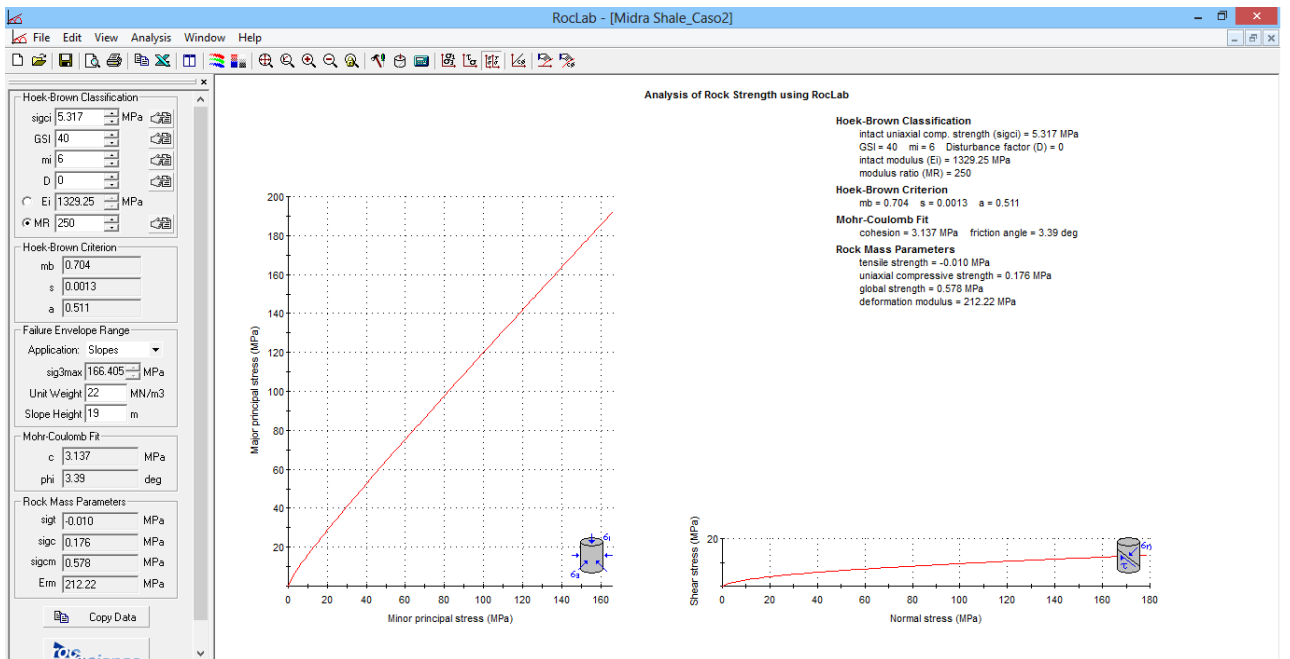 RocLab - [Midra Shale_Caso2]
File Edit View Analysis Window Help
Hoek-Brown Classification
sigci 5.317 MPa
GSI 40
mi 6
D 0
Ei 1329.25 MPa
MR 250
Hoek-Brown Criterion
mb 0.704
s 0.0013
a 0.511
Failure Envelope Range
Application: Slopes
sig3max 166.405 MPa
Unit Weight 22 MN/m3
Slope Height 19 m
Mohr-Coulomb Fit
c 3.137 MPa
phi 3.39 deg
Rock Mass Parameters
sigt -0.010 MPa
sigc 0.176 MPa
sigcm 0.578 MPa
Erm 212.22 MPa
Copy Data
Analysis of Rock Strength using RocLab
Hoek-Brown Classification
intact uniaxial comp. strength (sigci) = 5.317 MPa
GSI = 40 mi = 6 Disturbance factor (D) = 0
intact modulus (Ei) = 1329.25 MPa
modulus ratio (MR) = 250
Hoek-Brown Criterion
mb = 0.704 s = 0.0013 a = 0.511
Mohr-Coulomb Fit
cohesion = 3.137 MPa friction angle = 3.39 deg
Rock Mass Parameters
tensile strength = -0.010 MPa
uniaxial compressive strength = 0.176 MPa
global strength = 0.578 MPa
deformation modulus = 212.22 MPa
Major principal stress (MPa)
200
180
160
140
120
100
80
60
40
20
0 20 40 60 80 100 120 140 160
Minor principal stress (MPa)
σ1
σ3
Shear stress (MPa)
20
0 20 40 60 80 100 120 140 160 180
Normal stress (MPa)
σn
τ